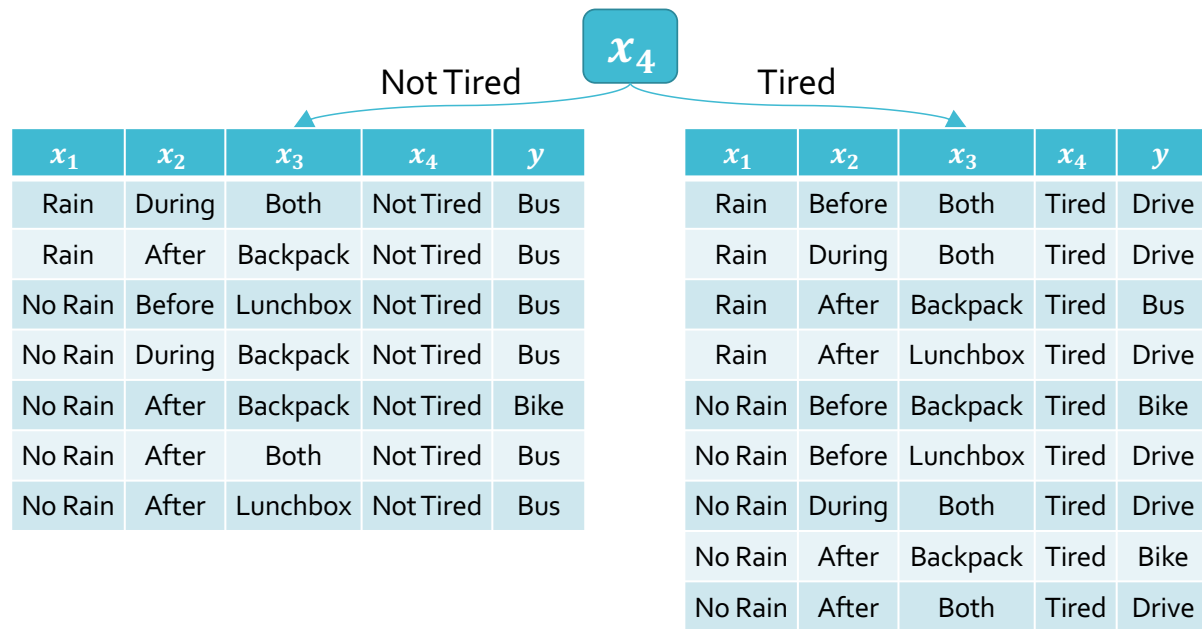 x₄
Not Tired Tired
x₁ x₂ x₃ x₄ y
Rain During Both Not Tired Bus
Rain After Backpack Not Tired Bus
No Rain Before Lunchbox Not Tired Bus
No Rain During Backpack Not Tired Bus
No Rain After Backpack Not Tired Bike
No Rain After Both Not Tired Bus
No Rain After Lunchbox Not Tired Bus
x₁ x₂ x₃ x₄ y
Rain Before Both Tired Drive
Rain During Both Tired Drive
Rain After Backpack Tired Bus
Rain After Lunchbox Tired Drive
No Rain Before Backpack Tired Bike
No Rain Before Lunchbox Tired Drive
No Rain During Both Tired Drive
No Rain After Backpack Tired Bike
No Rain After Both Tired Drive